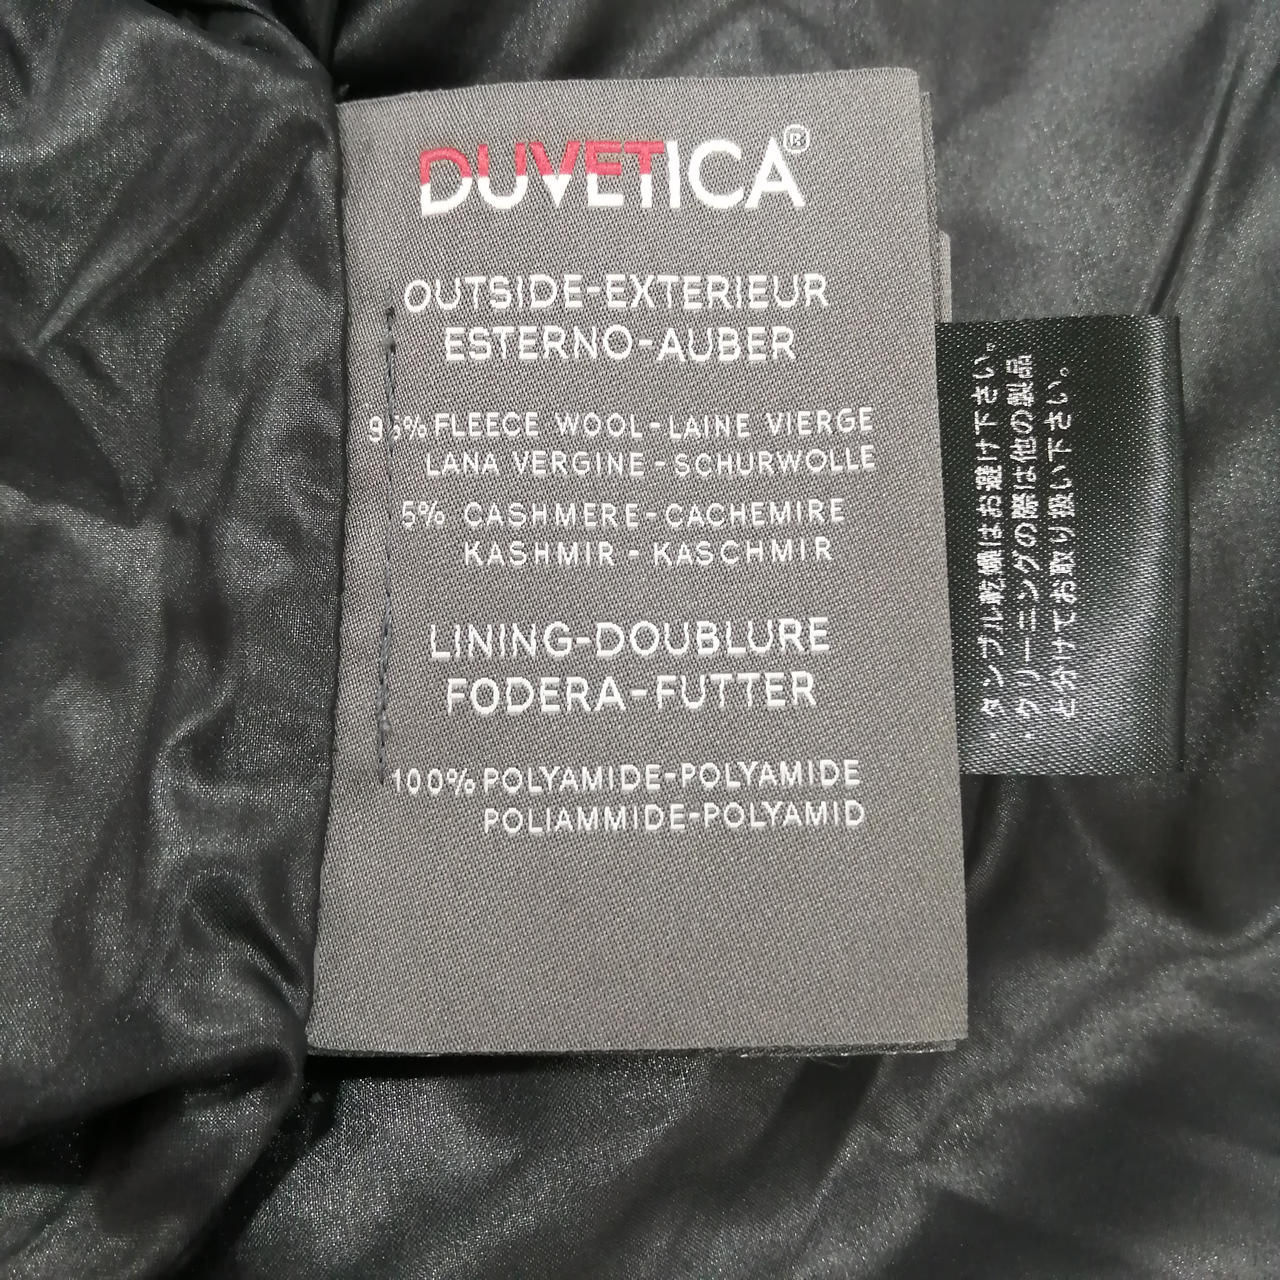 DUVETICA®
OUTSIDE-EXTERIEUR
ESTERNO-AUBER
95% FLEECE WOOL-LAINE VIERGE
LANA VERGINE-SCHURWOLLE
5% CASHMERE-CACHEMIRE
KASHMIR-KASCHMIR
LINING-DOUBLURE
FODERA-FUTTER
100% POLYAMIDE-POLYAMIDE
POLIAMMIDE-POLYAMID
タンブル乾燥はお避け下さい。
・クリーニングの際は他の製品
と分けてお取り扱い下さい。